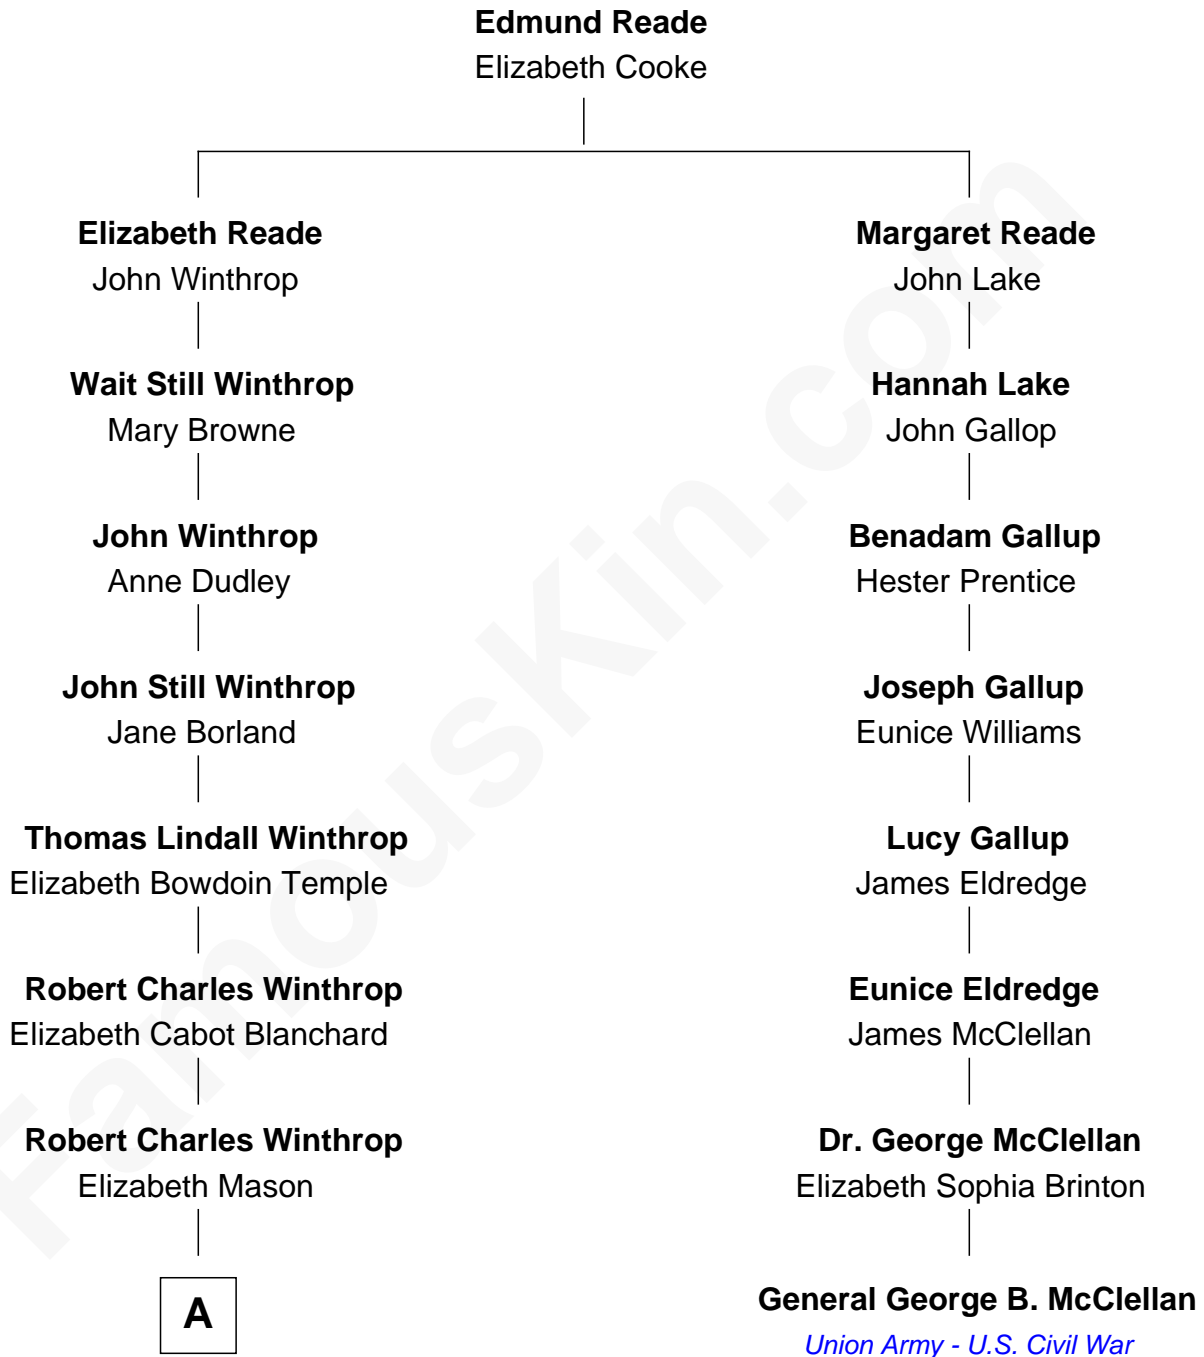 Edmund Reade
Elizabeth Cooke
Elizabeth Reade
John Winthrop
Margaret Reade
John Lake
Wait Still Winthrop
Mary Browne
Hannah Lake
John Gallop
John Winthrop
Anne Dudley
Benadam Gallup
Hester Prentice
John Still Winthrop
Jane Borland
Joseph Gallup
Eunice Williams
Thomas Lindall Winthrop
Elizabeth Bowdoin Temple
Lucy Gallup
James Eldredge
Robert Charles Winthrop
Elizabeth Cabot Blanchard
Eunice Eldredge
James McClellan
Robert Charles Winthrop
Elizabeth Mason
Dr. George McClellan
Elizabeth Sophia Brinton
A
General George B. McClellan
Union Army - U.S. Civil War
FamousKin.com